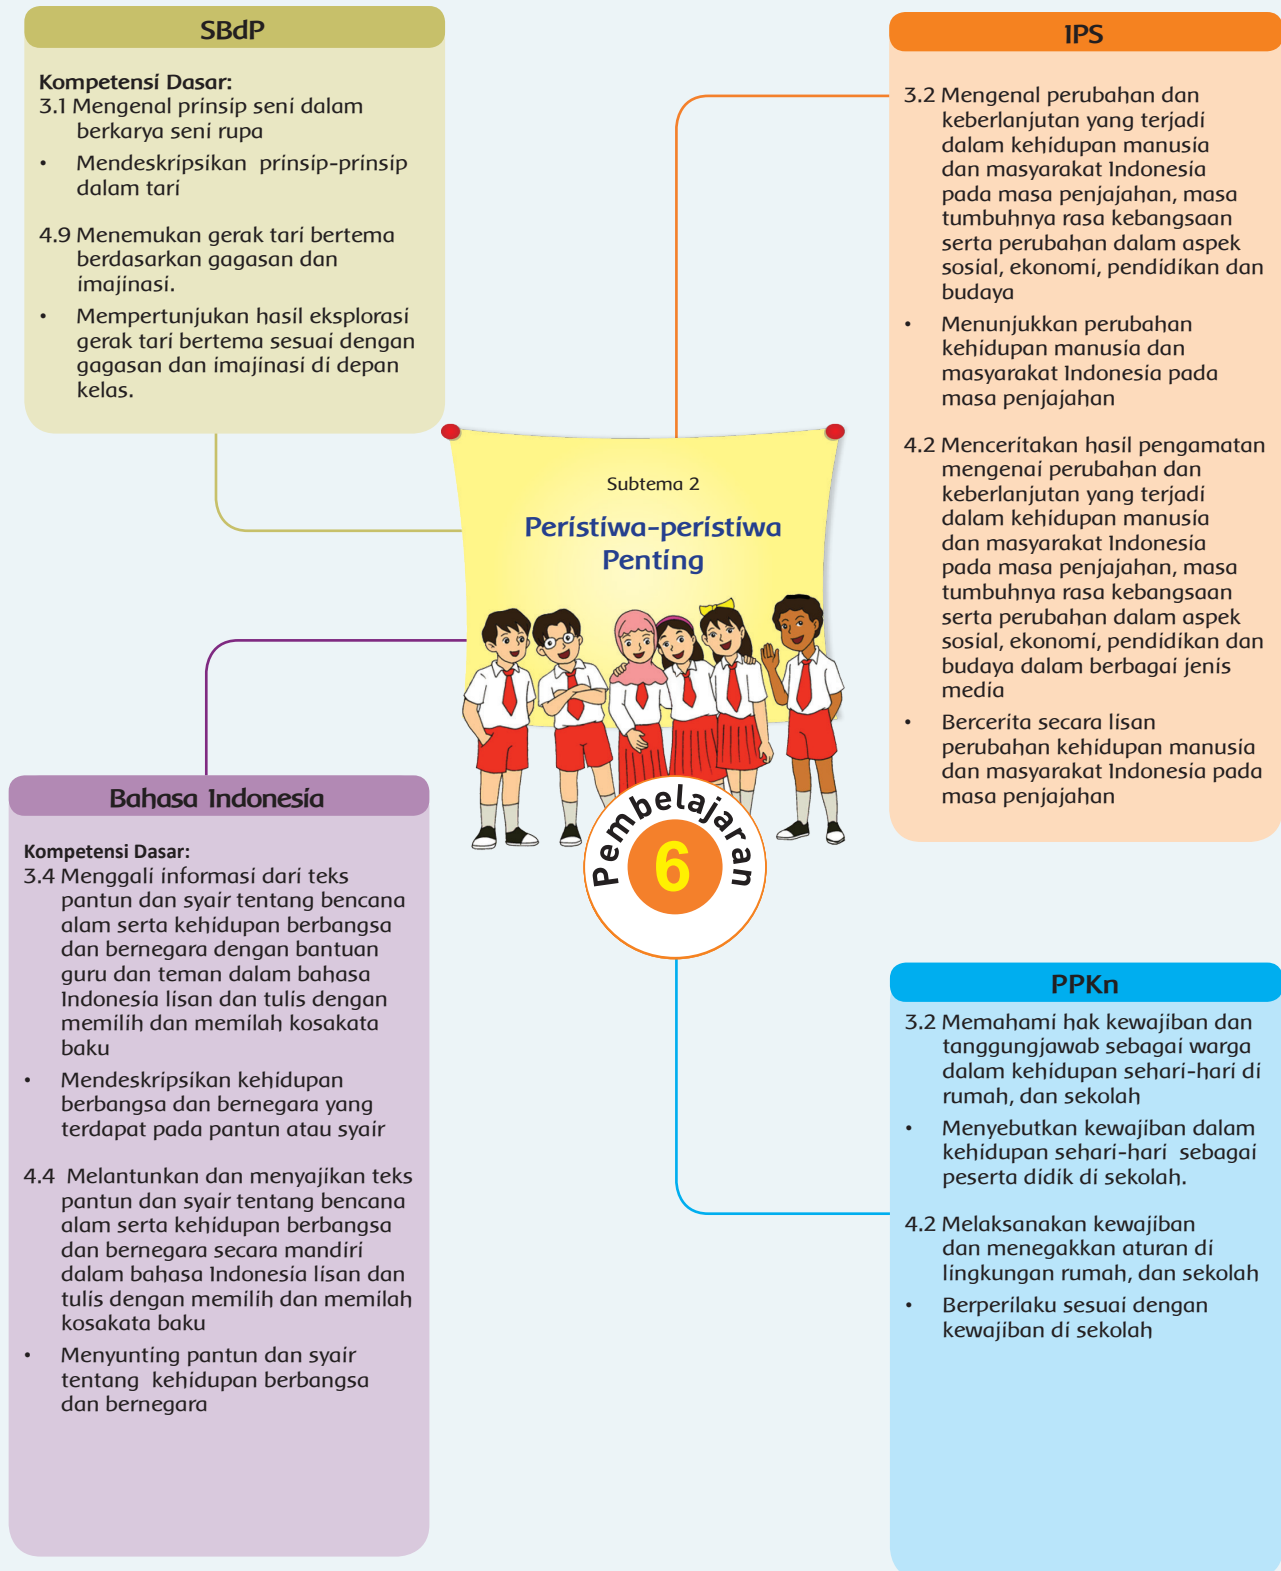 SBdP
Kompetensi Dasar:
3.1 Mengenal prinsip seni dalam
berkarya seni rupa
• Mendeskripsikan prinsip-prinsip
dalam tari
4.9 Menemukan gerak tari bertema
berdasarkan gagasan dan
imajinasi.
• Mempertunjukan hasil eksplorasi
gerak tari bertema sesuai dengan
gagasan dan imajinasi di depan
kelas.
IPS
3.2 Mengenal perubahan dan
keberlanjutan yang terjadi
dalam kehidupan manusia
dan masyarakat Indonesia
pada masa penjajahan, masa
tumbuhnya rasa kebangsaan
serta perubahan dalam aspek
sosial, ekonomi, pendidikan dan
budaya
• Menunjukkan perubahan
kehidupan manusia dan
masyarakat Indonesia pada
masa penjajahan
4.2 Menceritakan hasil pengamatan
mengenai perubahan dan
keberlanjutan yang terjadi
dalam kehidupan manusia
dan masyarakat Indonesia
pada masa penjajahan, masa
tumbuhnya rasa kebangsaan
serta perubahan dalam aspek
sosial, ekonomi, pendidikan dan
budaya dalam berbagai jenis
media
• Bercerita secara lisan
perubahan kehidupan manusia
dan masyarakat Indonesia pada
masa penjajahan
Subtema 2
Peristiwa-peristiwa
Penting
Pembelajaran
6
Bahasa Indonesia
Kompetensi Dasar:
3.4 Menggali informasi dari teks
pantun dan syair tentang bencana
alam serta kehidupan berbangsa
dan bernegara dengan bantuan
guru dan teman dalam bahasa
Indonesia lisan dan tulis dengan
memilih dan memilah kosakata
baku
• Mendeskripsikan kehidupan
berbangsa dan bernegara yang
terdapat pada pantun atau syair
4.4 Melantunkan dan menyajikan teks
pantun dan syair tentang bencana
alam serta kehidupan berbangsa
dan bernegara secara mandiri
dalam bahasa Indonesia lisan dan
tulis dengan memilih dan memilah
kosakata baku
• Menyunting pantun dan syair
tentang kehidupan berbangsa
dan bernegara
PPKn
3.2 Memahami hak kewajiban dan
tanggungjawab sebagai warga
dalam kehidupan sehari-hari di
rumah, dan sekolah
• Menyebutkan kewajiban dalam
kehidupan sehari-hari sebagai
peserta didik di sekolah.
4.2 Melaksanakan kewajiban
dan menegakkan aturan di
lingkungan rumah, dan sekolah
• Berperilaku sesuai dengan
kewajiban di sekolah